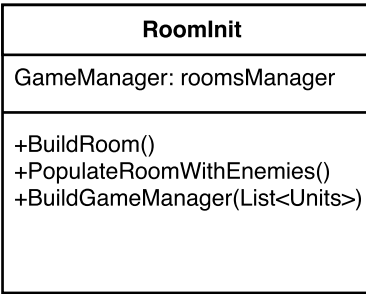 RoomInit
GameManager: roomsManager
+BuildRoom()
+PopulateRoomWithEnemies()
+BuildGameManager(List<Units>)